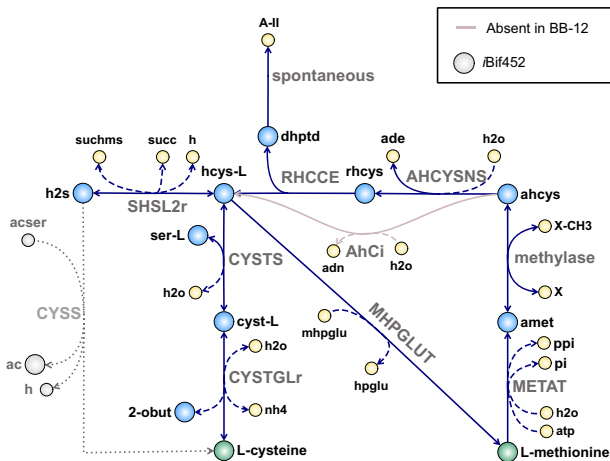 A-II
Absent in BB-12
iBif452
spontaneous
suchms
succ
h
dhptd
ade
h2o
hcys-L
RHCCE
rhcys
AHCYSNS
h2s
SHSL2r
ahcys
acser
ser-L
CYSTS
adn
AhCi
h2o
X-CH3
methylase
h2o
X
CYSS
cyst-L
mhpglu
MHPGLUT
amet
h2o
ppi
ac
CYSTGLr
hpglu
pi
h
METAT
2-obut
nh4
h2o
atp
L-cysteine
L-methionine